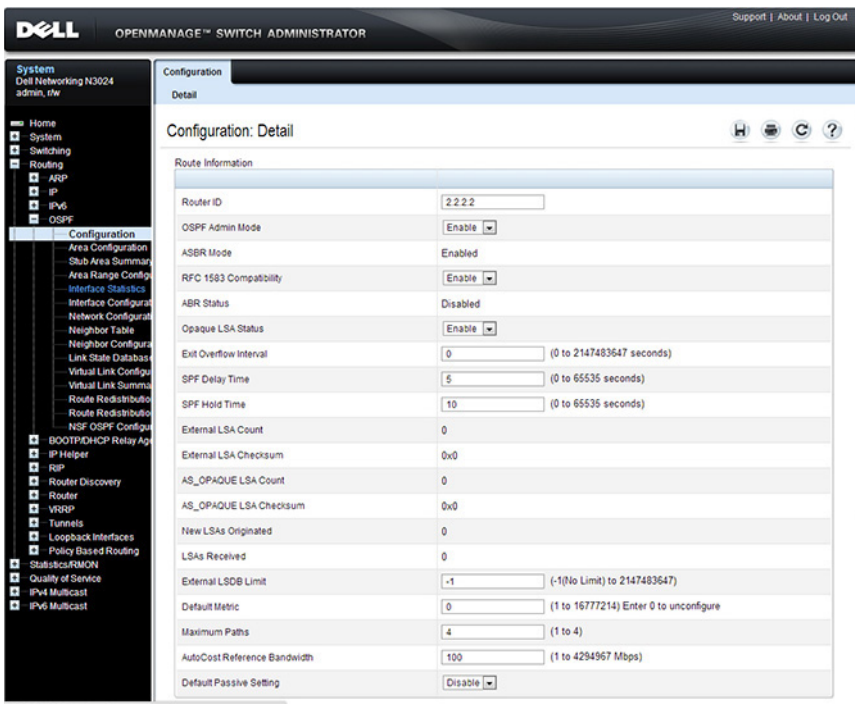 Support | About | Log Out
DELL OPENMANAGE™ SWITCH ADMINISTRATOR
System
Dell Networking N3024
admin, r/w
Home
System
Switching
Routing
ARP
IP
IPv6
OSPF
Configuration
Area Configuration
Stub Area Summary
Area Range Configu
Interface Statistics
Interface Configurat
Network Configurati
Neighbor Table
Neighbor Configura
Link State Database
Virtual Link Configu
Virtual Link Summa
Route Redistributio
Route Redistributio
NSF OSPF Configu
BOOTP/DHCP Relay Age
IP Helper
RIP
Router Discovery
Router
VRRP
Tunnels
Loopback Interfaces
Policy Based Routing
Statistics/RMON
Quality of Service
IPv4 Multicast
IPv6 Multicast
Configuration
Detail
Configuration: Detail
?
Route Information
Router ID 2.2.2.2
OSPF Admin Mode Enable
ASBR Mode Enabled
RFC 1583 Compatibility Enable
ABR Status Disabled
Opaque LSA Status Enable
Exit Overflow Interval 0 (0 to 2147483647 seconds)
SPF Delay Time 5 (0 to 65535 seconds)
SPF Hold Time 10 (0 to 65535 seconds)
External LSA Count 0
External LSA Checksum 0x0
AS_OPAQUE LSA Count 0
AS_OPAQUE LSA Checksum 0x0
New LSAs Originated 0
LSAs Received 0
External LSDB Limit -1 (-1(No Limit) to 2147483647)
Default Metric 0 (1 to 16777214) Enter 0 to unconfigure
Maximum Paths 4 (1 to 4)
AutoCost Reference Bandwidth 100 (1 to 4294967 Mbps)
Default Passive Setting Disable